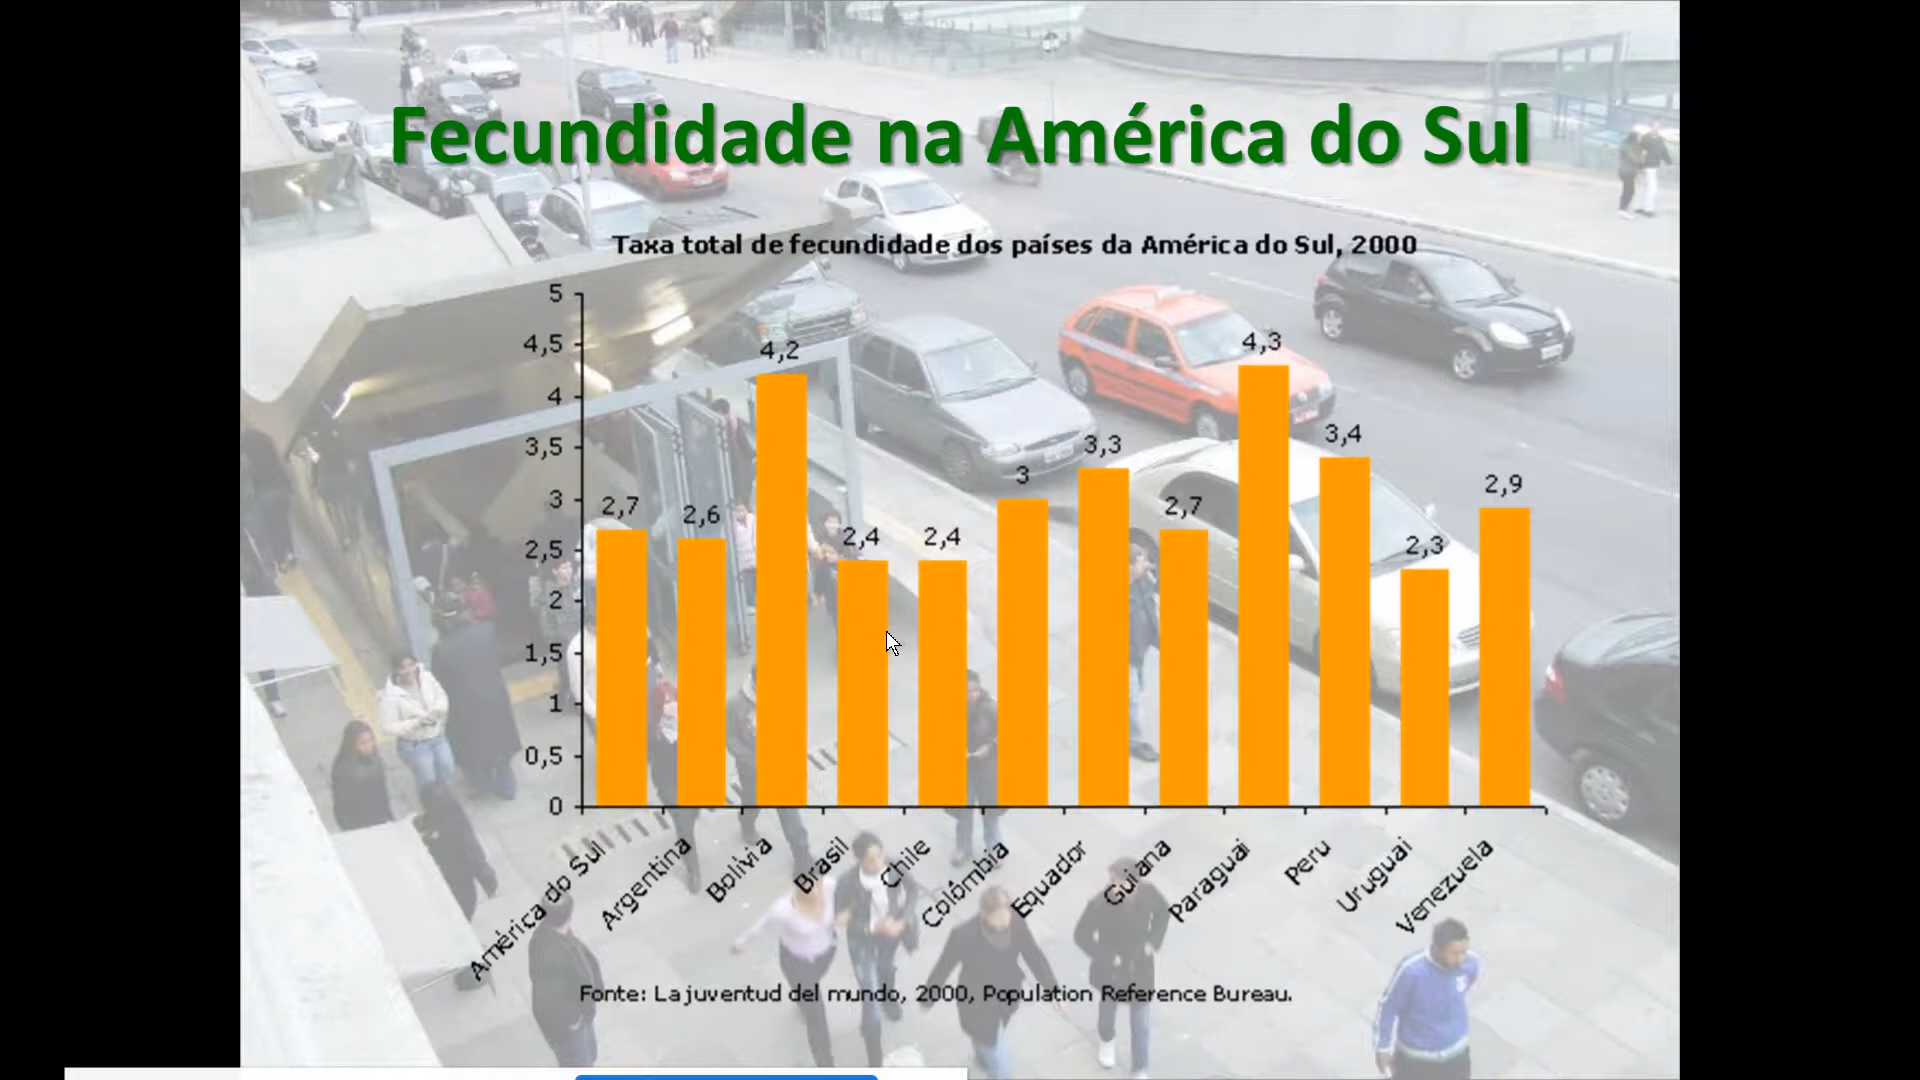 Fecundidade na América do Sul
Taxa total de fecundidade dos países da América do Sul, 2000
5
4,5
4
3,5
3
2,5
2
1,5
1
0,5
0
2,7
2,6
4,2
2,4
2,4
3
3,3
2,7
4,3
3,4
2,3
2,9
América do Sul
Argentina
Bolívia
Brasil
Chile
Colômbia
Equador
Guiana
Paraguai
Peru
Uruguai
Venezuela
Fonte: La juventud del mundo, 2000, Population Reference Bureau.